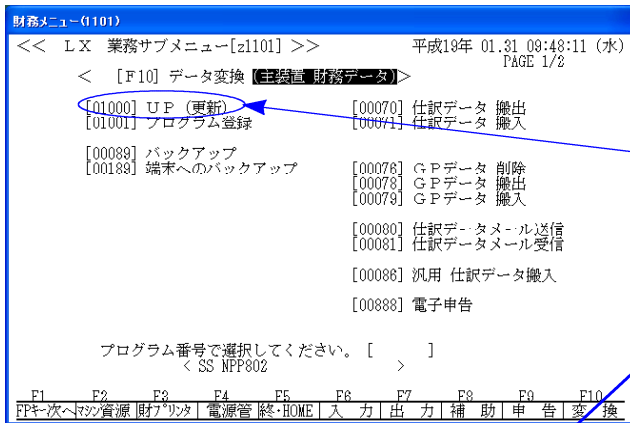 財務メニュー(1101)
<< ＬＸ 業務サブメニュー[z1101] >> 平成19年 01.31 09:48:11 (水)
PAGE 1/2
< [F10] データ変換 【主装置 財務データ】>
[01000] ＵＰ (更新) [00070] 仕訳データ 搬出
[01001] プログラム登録 [00071] 仕訳データ 搬入
[00089] バックアップ
[00189] 端末へのバックアップ [00076] ＧＰデータ 削除
[00078] ＧＰデータ 搬出
[00079] ＧＰデータ 搬入
[00080] 仕訳データメール送信
[00081] 仕訳データメール受信
[00086] 汎用 仕訳データ搬入
[00888] 電子申告
プログラム番号で選択してください。 [ ]
< SS NPP802 >
F1 F2 F3 F4 F5 F6 F7 F8 F9 F10
FPキー次へ マシン資源 財プリンタ 電源管 終・HOME 入 力 出 力 補 助 申 告 変 換